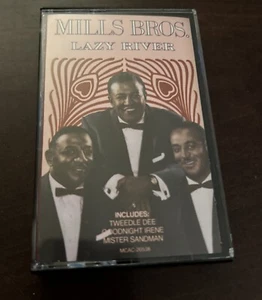 MILLS BROS.
LAZY RIVER
INCLUDES:
TWEEDLE DEE
GOODNIGHT IRENE
MISTER SANDMAN